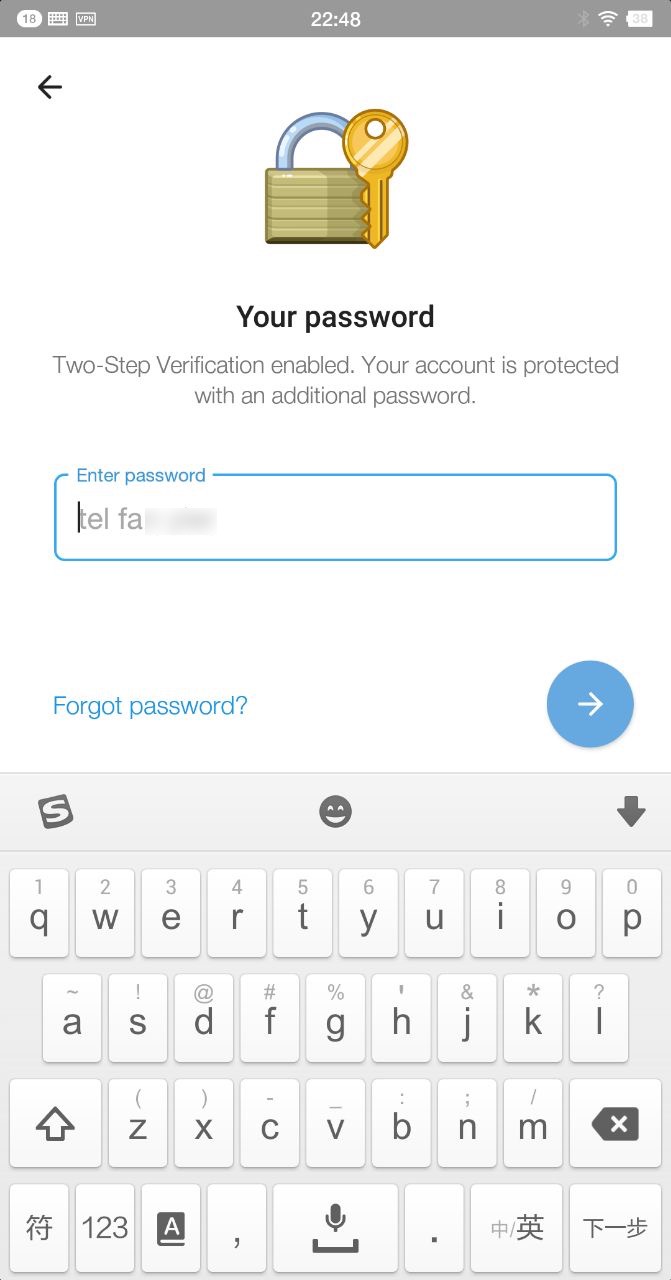 18 VPN 22:48 38
Your password
Two-Step Verification enabled. Your account is protected
with an additional password.
Enter password
tel fa
Forgot password?
1 2 3 4 5 6 7 8 9 0
q w e r t y u i o p
~ ! @ # % ' & * ?
a s d f g h j k l
( ) - _ : ; /
z x c v b n m
符 123 A , . 中/英 下一步